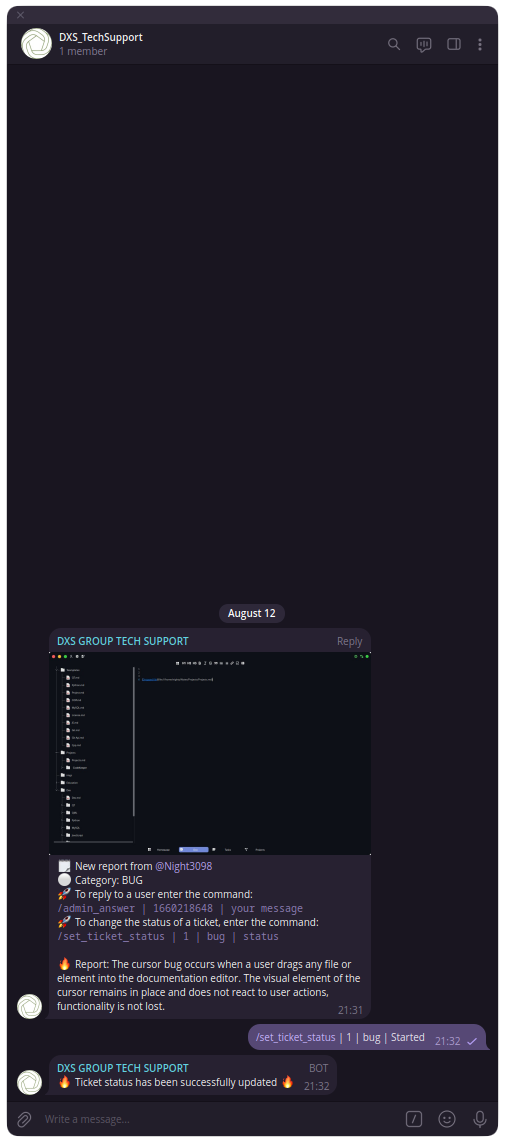 DXS_TechSupport
1 member
August 12
DXS GROUP TECH SUPPORT Reply
New report from @Night3098
Category: BUG
To reply to a user enter the command:
/admin_answer | 1660218648 | your message
To change the status of a ticket, enter the command:
/set_ticket_status | 1 | bug | status
Report: The cursor bug occurs when a user drags any file or
element into the documentation editor. The visual element of the
cursor remains in place and does not react to user actions,
functionality is not lost.
21:31
/set_ticket_status | 1 | bug | Started 21:32
DXS GROUP TECH SUPPORT BOT
🔥 Ticket status has been successfully updated 🔥 21:32
Write a message...